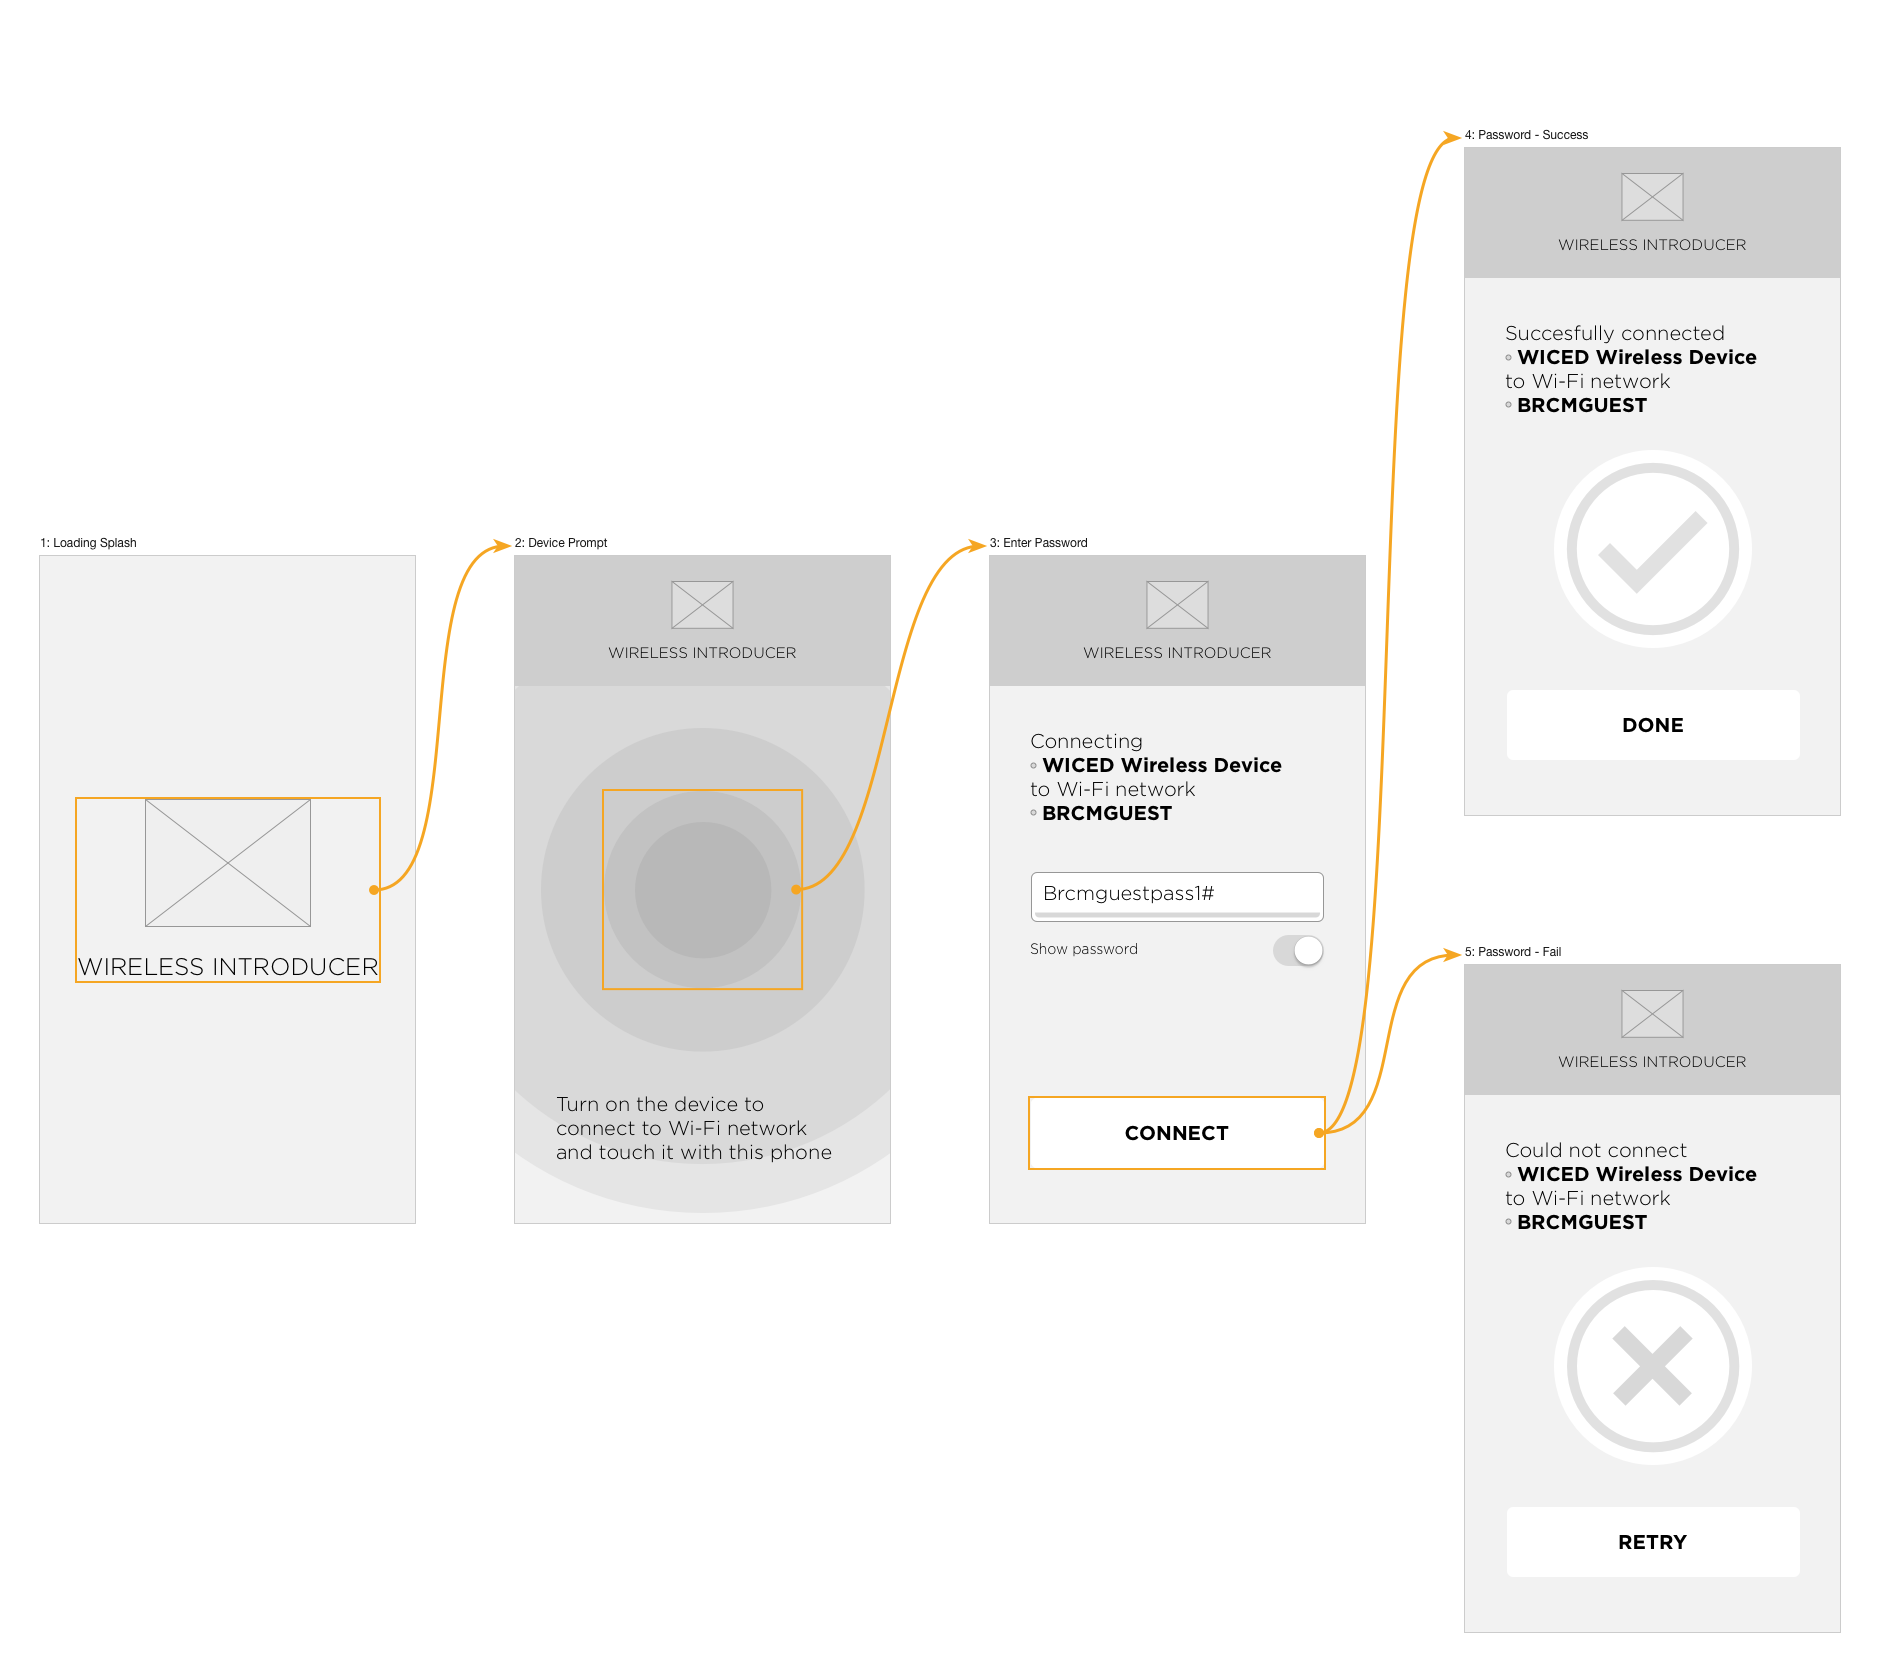 1: Loading Splash
WIRELESS INTRODUCER
2: Device Prompt
WIRELESS INTRODUCER
Turn on the device to
connect to Wi-Fi network
and touch it with this phone
3: Enter Password
WIRELESS INTRODUCER
Connecting
WICED Wireless Device
to Wi-Fi network
BRCMGUEST
Brcmguestpass1#
Show password
CONNECT
4: Password - Success
WIRELESS INTRODUCER
Succesfully connected
WICED Wireless Device
to Wi-Fi network
BRCMGUEST
DONE
5: Password - Fail
WIRELESS INTRODUCER
Could not connect
WICED Wireless Device
to Wi-Fi network
BRCMGUEST
RETRY